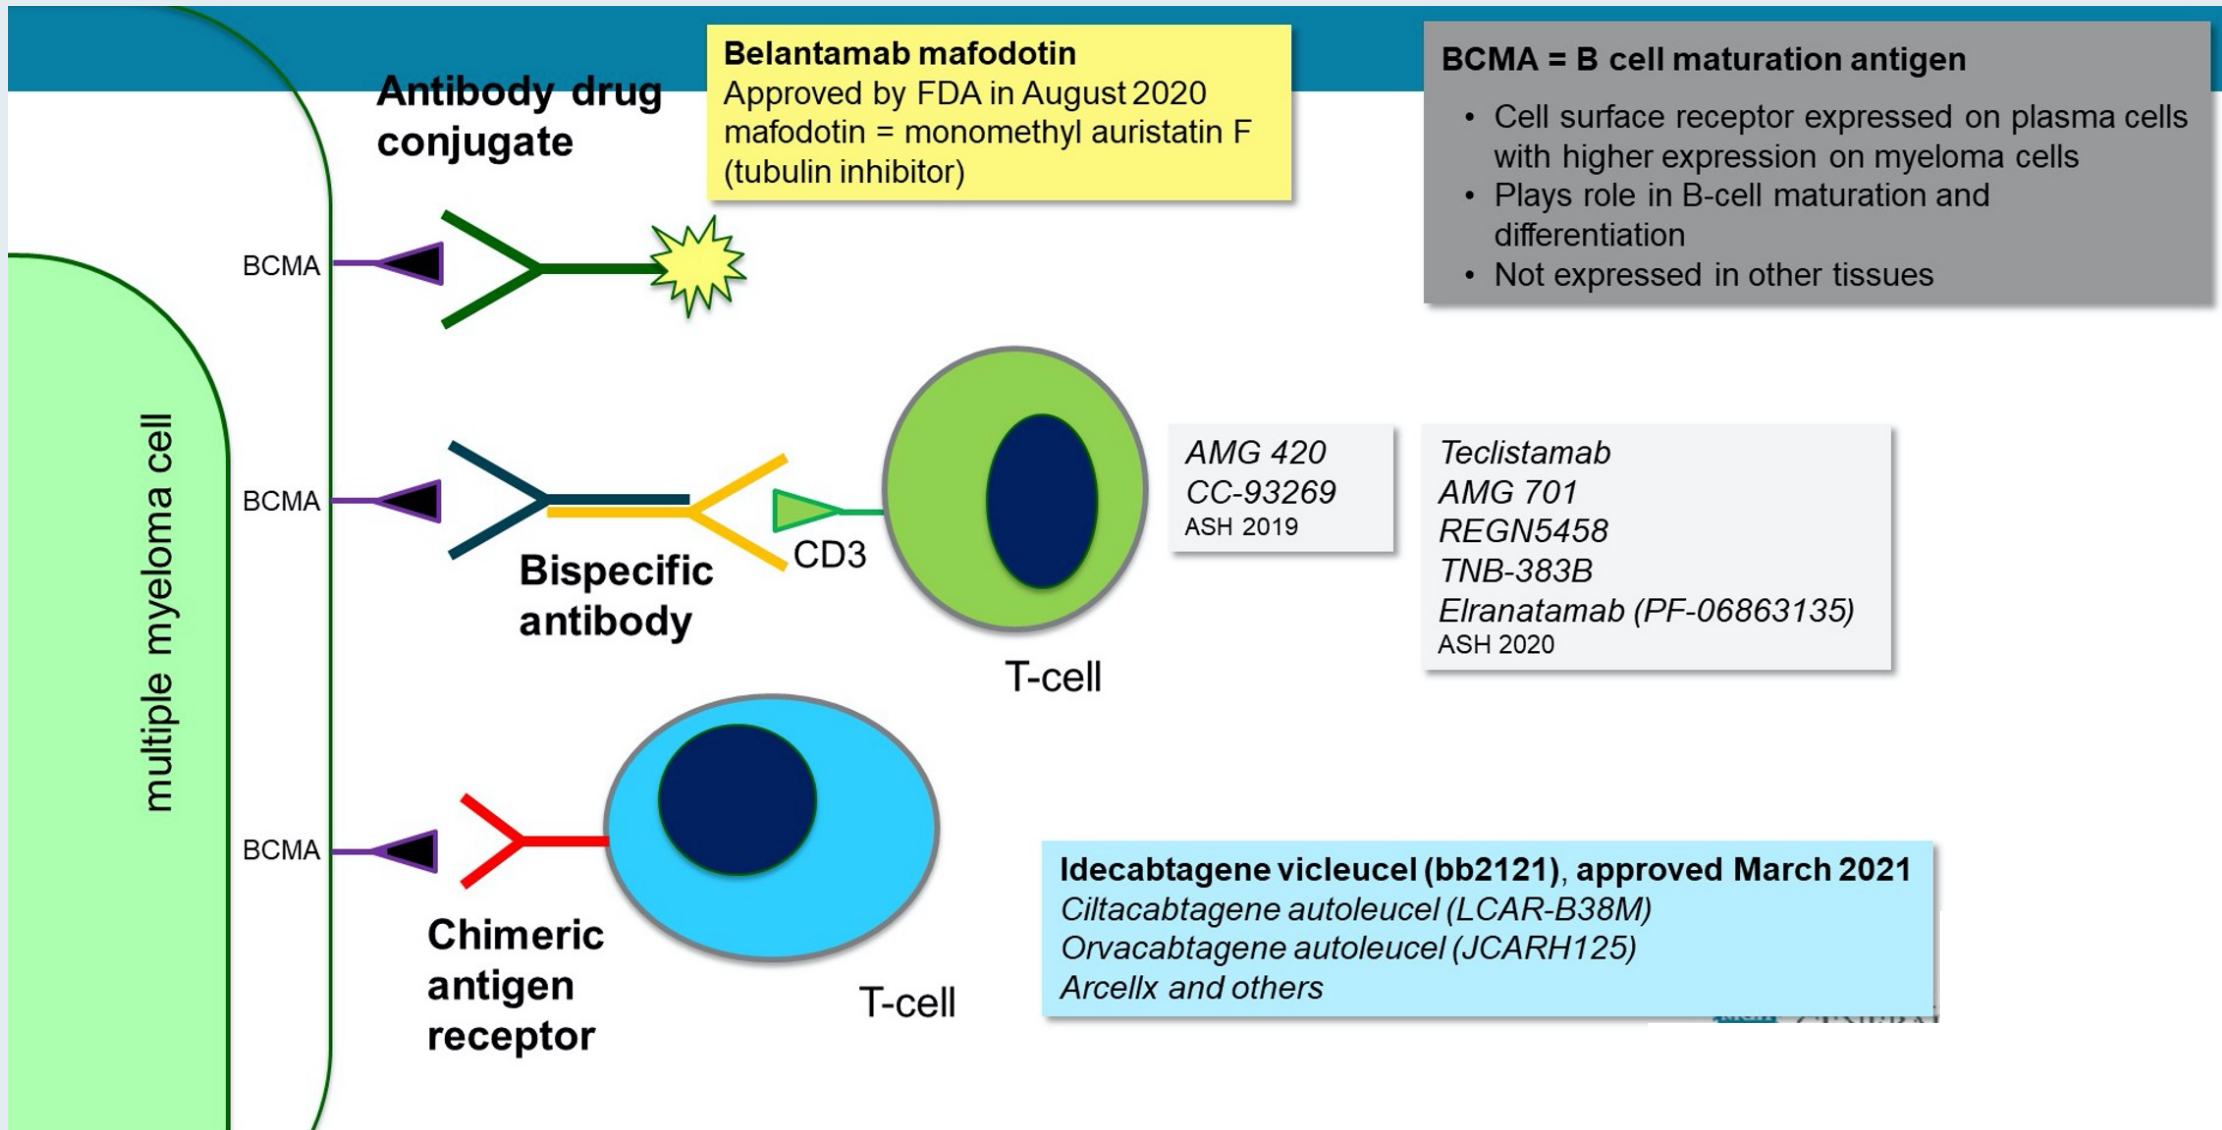 Antibody drug
conjugate
Belantamab mafodotin
Approved by FDA in August 2020
mafodotin = monomethyl auristatin F
(tubulin inhibitor)
BCMA = B cell maturation antigen
• Cell surface receptor expressed on plasma cells
with higher expression on myeloma cells
• Plays role in B-cell maturation and
differentiation
• Not expressed in other tissues
BCMA
multiple myeloma cell
BCMA
Bispecific
antibody
CD3
T-cell
AMG 420
CC-93269
ASH 2019
Teclistamab
AMG 701
REGN5458
TNB-383B
Elranatamab (PF-06863135)
ASH 2020
BCMA
Chimeric
antigen
receptor
T-cell
Idecabtagene vicleucel (bb2121), approved March 2021
Ciltacabtagene autoleucel (LCAR-B38M)
Orvacabtagene autoleucel (JCARH125)
Arcellx and others